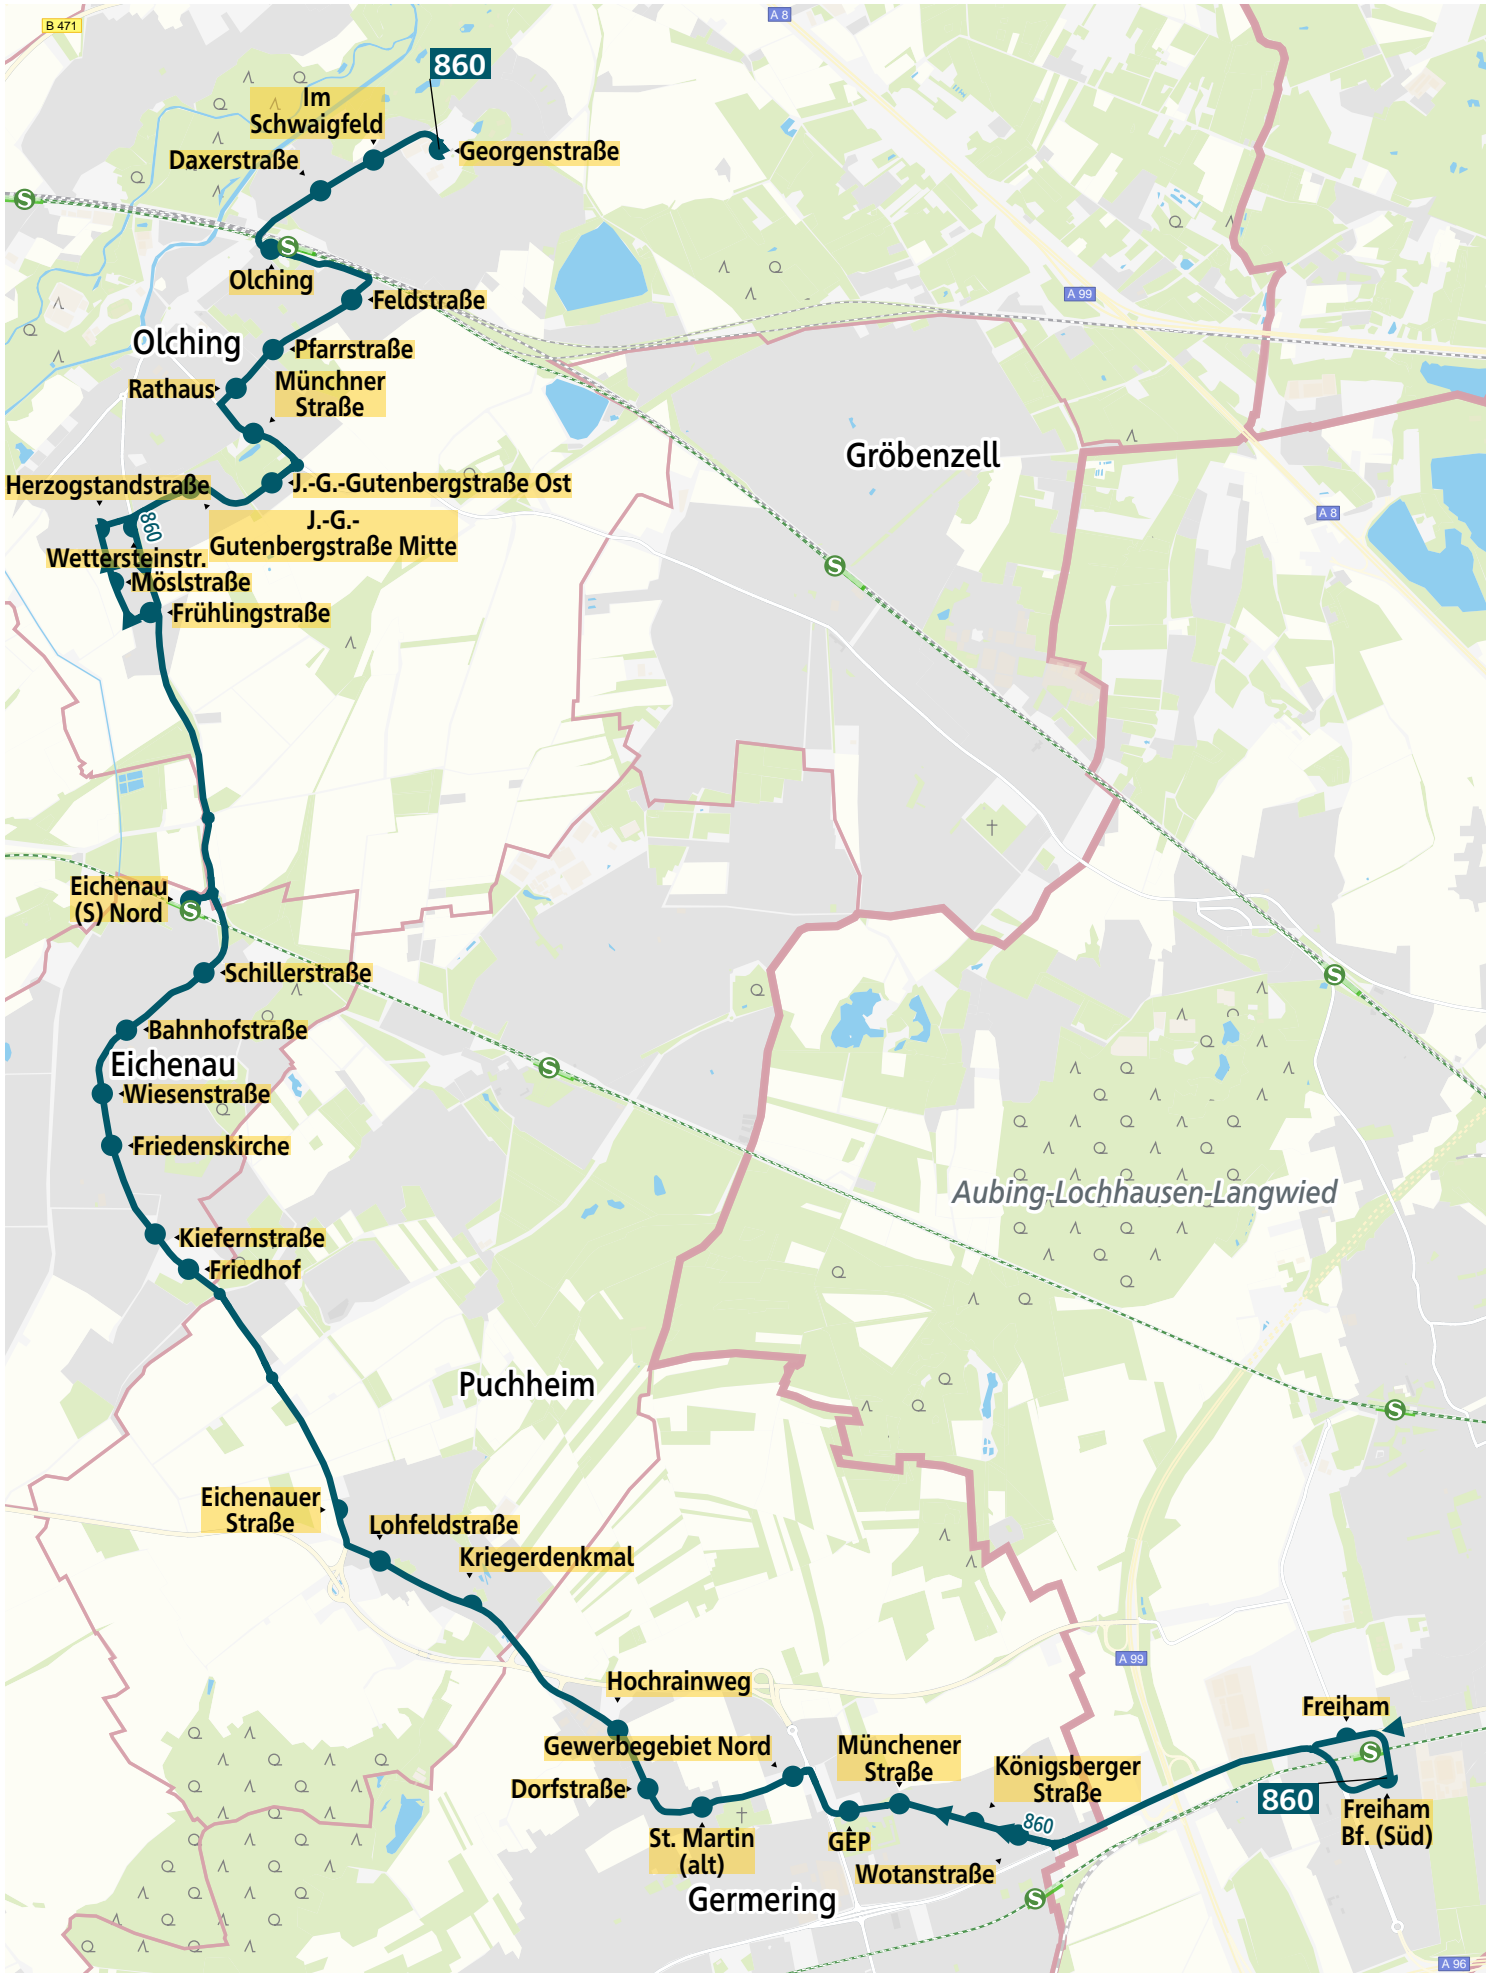 B 471
A 8
860
Im
Schwaigfeld
Daxerstraße
Georgenstraße
S
S
Olching
A 99
Feldstraße
Olching
Pfarrstraße
Rathaus
Münchner
Straße
Gröbenzell
Herzogstandstraße
J.-G.-Gutenbergstraße Ost
J.-G.-
Gutenbergstraße Mitte
860
A 8
Wettersteinstr.
S
Möslstraße
Frühlingstraße
Eichenau
(S) Nord
S
Schillerstraße
S
Bahnhofstraße
Eichenau
S
Wiesenstraße
Friedenskirche
Aubing-Lochhausen-Langwied
Kiefernstraße
Friedhof
Puchheim
S
Eichenauer
Straße
Lohfeldstraße
Kriegerdenkmal
A 99
Hochrainweg
Freiham
Gewerbegebiet Nord
Münchener
Straße
S
Königsberger
Straße
Dorfstraße
860
Freiham
Bf. (Süd)
St. Martin
(alt)
GEP
860
Wotanstraße
Germering
S
A 96